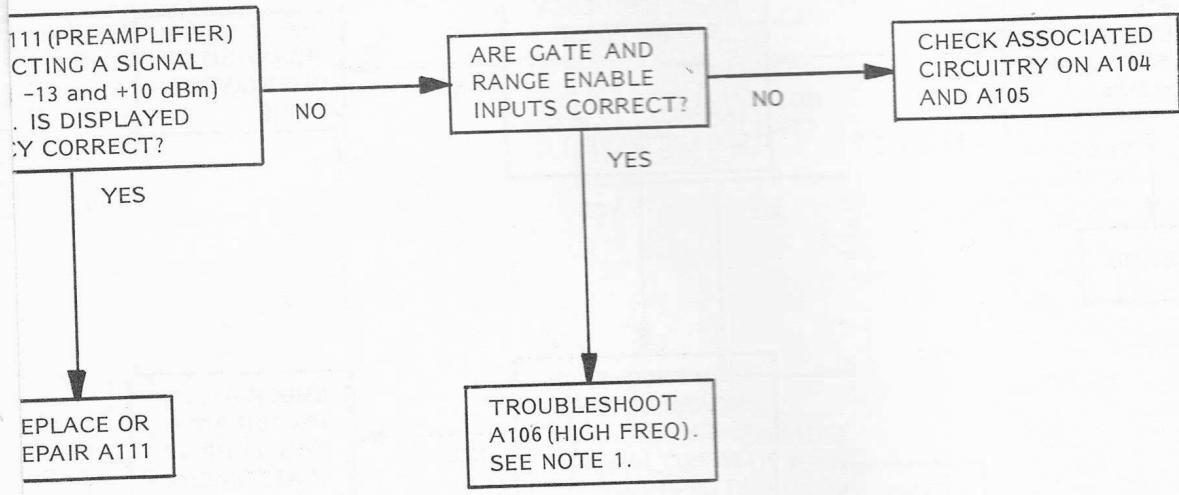 111 (PREAMPLIFIER)
CTING A SIGNAL
-13 and +10 dBm)
. IS DISPLAYED
CY CORRECT?
NO
YES
EPLACE OR
EPAIR A111
ARE GATE AND
RANGE ENABLE
INPUTS CORRECT?
NO
YES
TROUBLESHOOT
A106 (HIGH FREQ).
SEE NOTE 1.
CHECK ASSOCIATED
CIRCUITRY ON A104
AND A105